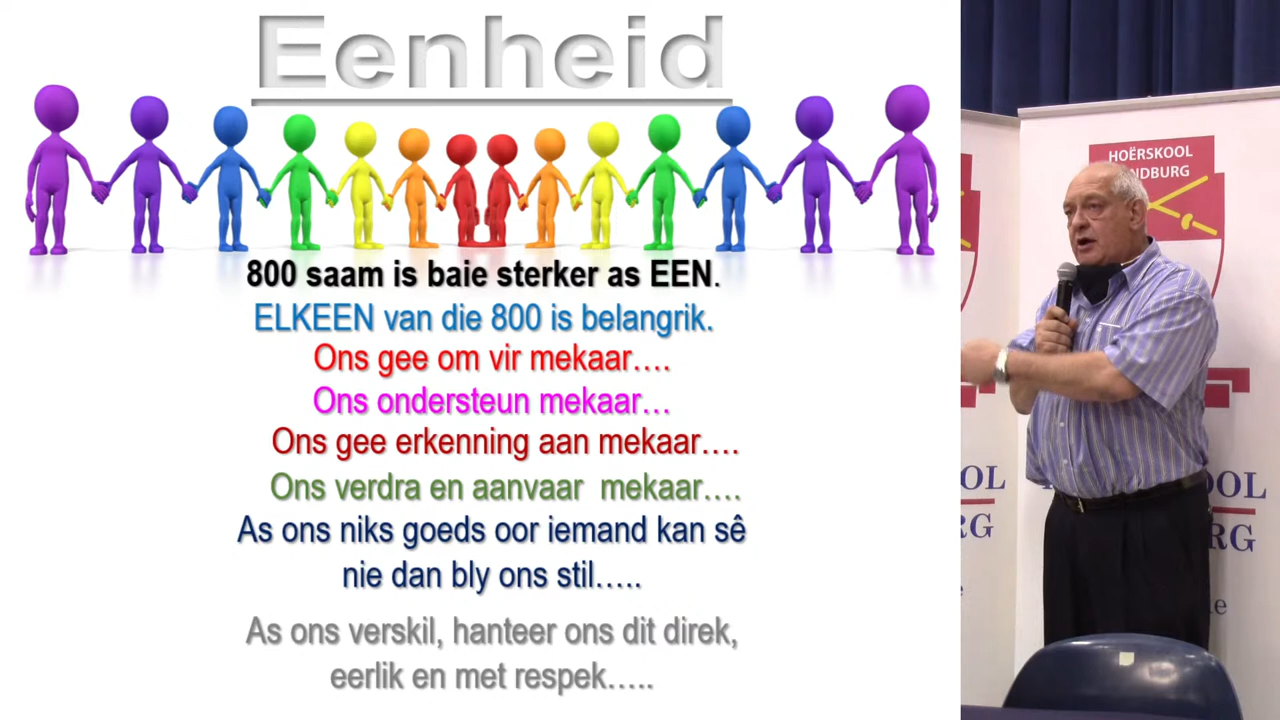 Eenheid
800 saam is baie sterker as EEN.
ELKEEN van die 800 is belangrik.
Ons gee om vir mekaar….
Ons ondersteun mekaar…
Ons gee erkenning aan mekaar….
Ons verdra en aanvaar  mekaar….
As ons niks goeds oor iemand kan sê
nie dan bly ons stil…..
As ons verskil, hanteer ons dit direk,
eerlik en met respek…..
HOËRSKOOL